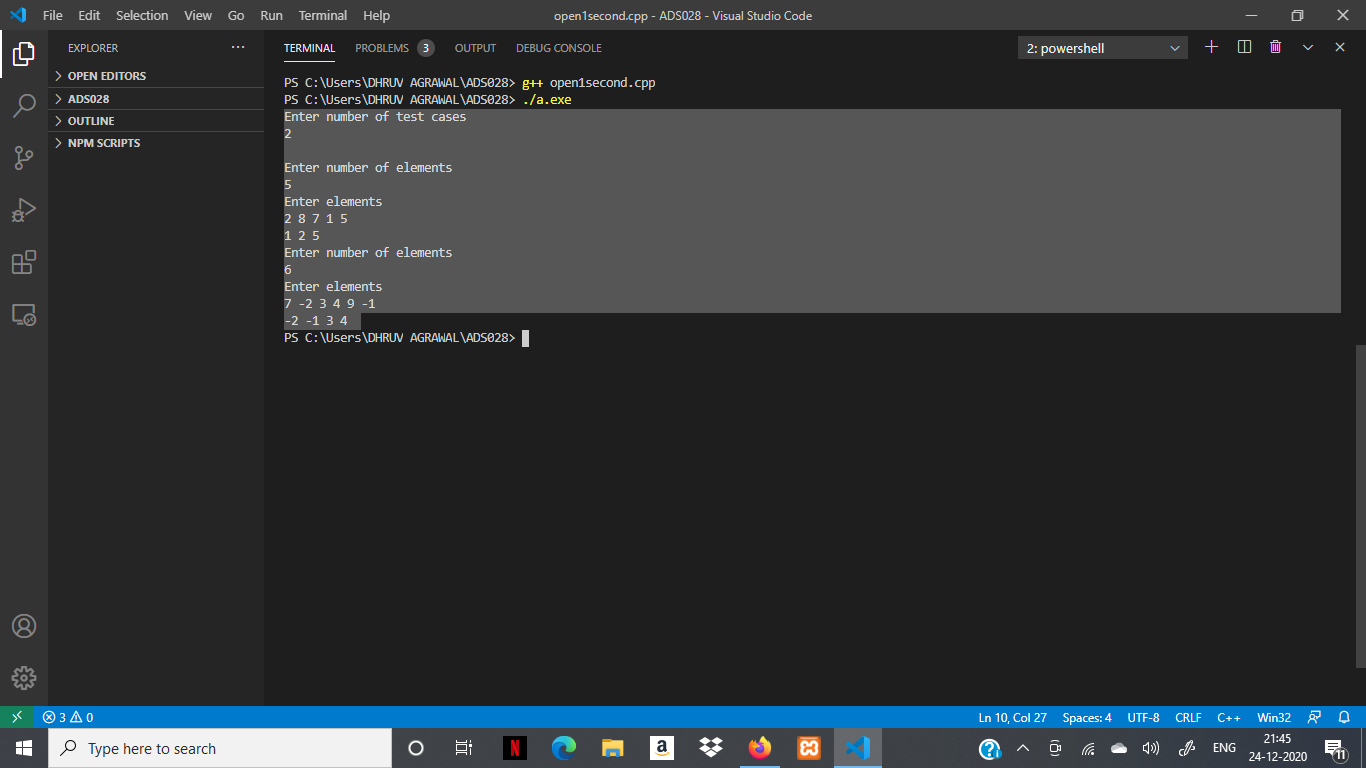 File Edit Selection View Go Run Terminal Help
open1second.cpp - ADS028 - Visual Studio Code
EXPLORER
OPEN EDITORS
ADS028
OUTLINE
NPM SCRIPTS
TERMINAL PROBLEMS 3 OUTPUT DEBUG CONSOLE
2: powershell
PS C:\Users\DHRUV AGRAWAL\ADS028> g++ open1second.cpp
PS C:\Users\DHRUV AGRAWAL\ADS028> ./a.exe
Enter number of test cases
2
Enter number of elements
5
Enter elements
2 8 7 1 5
1 2 5
Enter number of elements
6
Enter elements
7 -2 3 4 9 -1
-2 -1 3 4
PS C:\Users\DHRUV AGRAWAL\ADS028>
3 0
Ln 10, Col 27 Spaces: 4 UTF-8 CRLF C++ Win32
Type here to search
N
a
ENG
21:45
24-12-2020
11